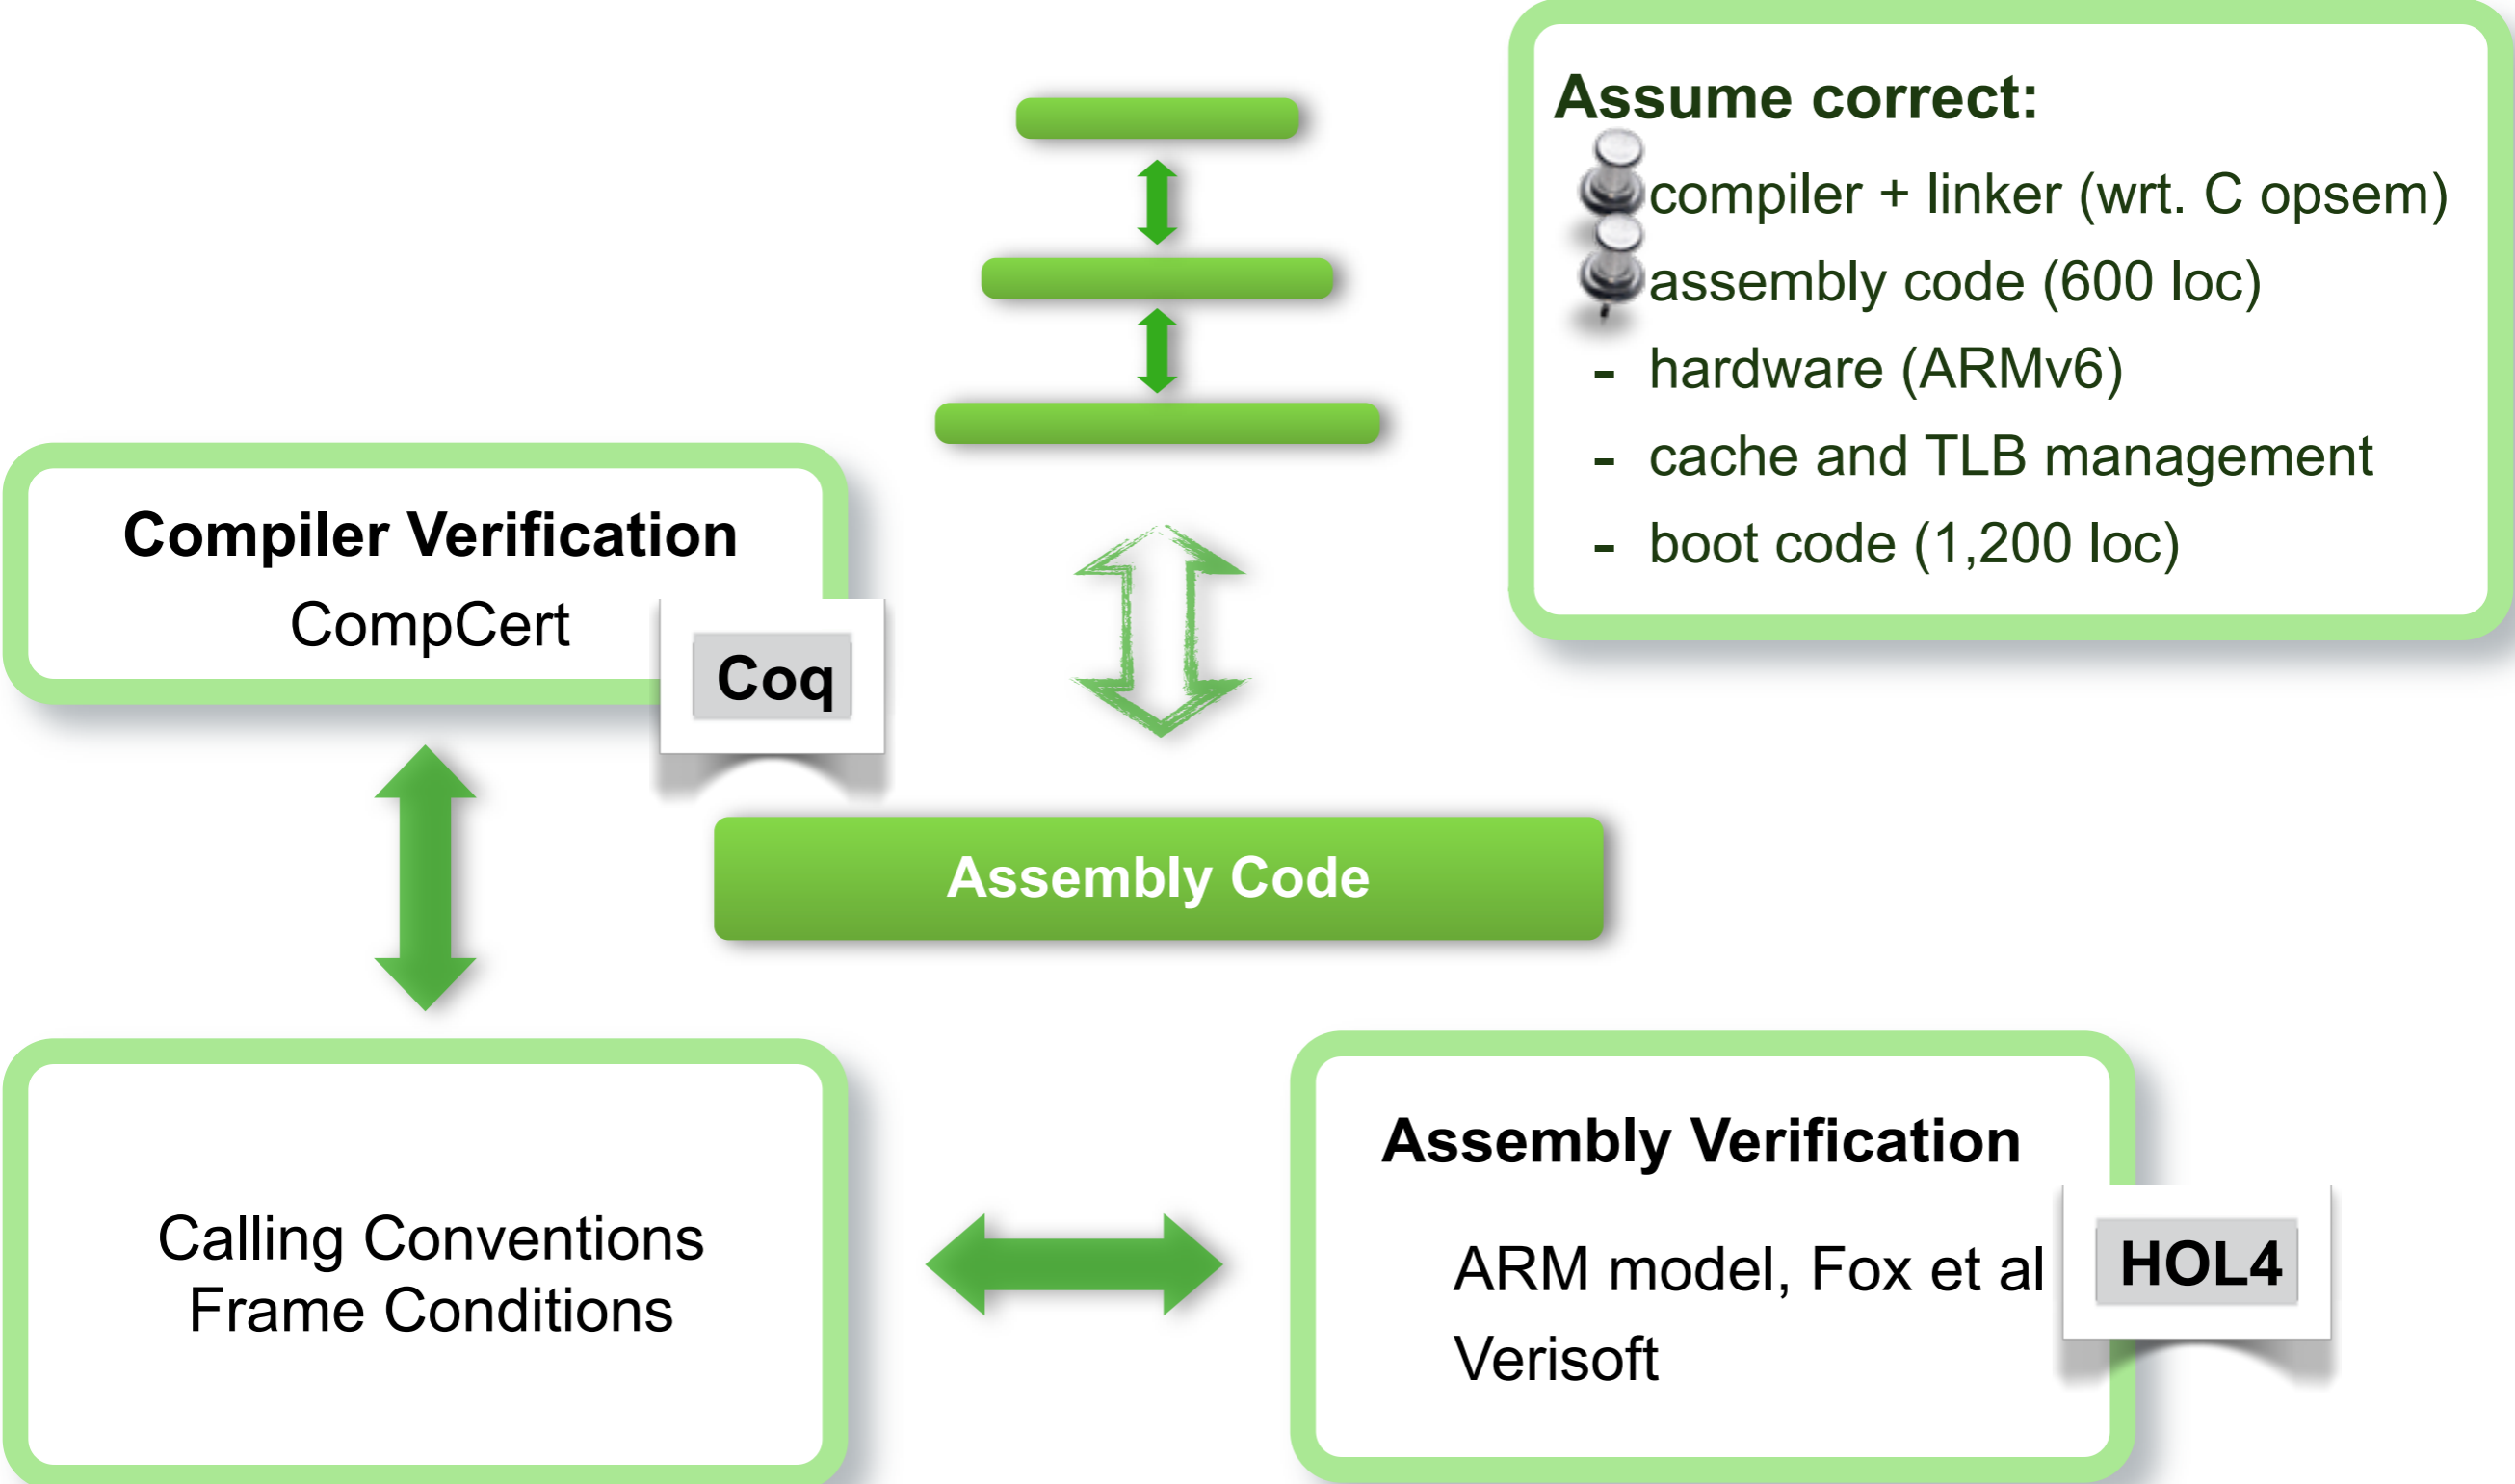 Assume correct:
compiler + linker (wrt. C opsem)
assembly code (600 loc)
- hardware (ARMv6)
- cache and TLB management
- boot code (1,200 loc)
Compiler Verification
CompCert
Coq
Assembly Code
Calling Conventions
Frame Conditions
Assembly Verification
ARM model, Fox et al
HOL4
Verisoft